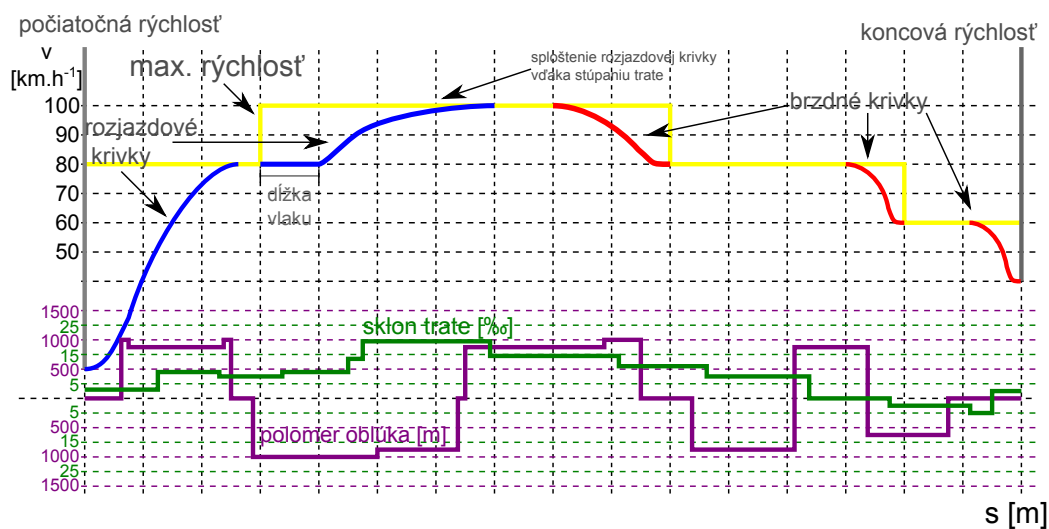 počiatočná rýchlosť
koncová rýchlosť
v
[km.h⁻¹]
max. rýchlosť
sploštenie rozjazdovej krivky
vďaka stúpaniu trate
100
rozjazdové
krivky
brzdné krivky
90
80
70
60
50
dĺžka
vlaku
1500
25
1000
15
500
5
sklon trate [‰]
5
500
15
1000
25
1500
polomer oblúka [m]
s [m]